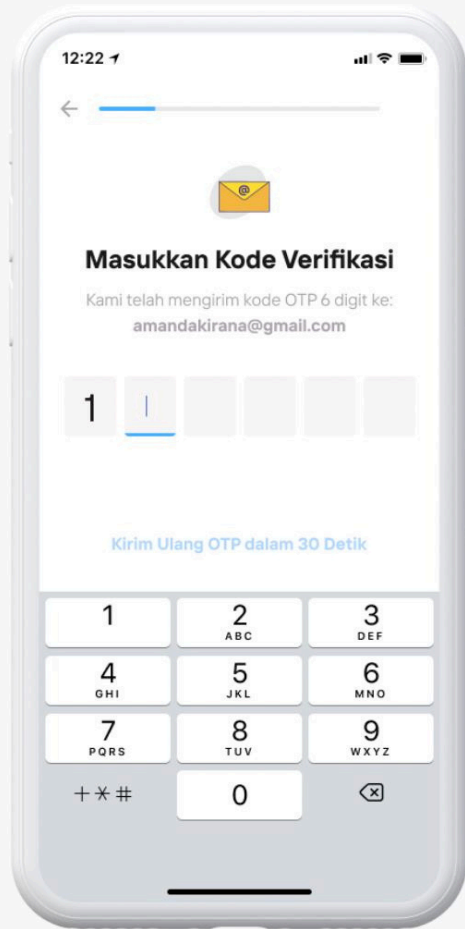 12:22
@
Masukkan Kode Verifikasi
Kami telah mengirim kode OTP 6 digit ke:
amandakirana@gmail.com
1
Kirim Ulang OTP dalam 30 Detik
1 2 3
ABC DEF
4 5 6
GHI JKL MNO
7 8 9
PQRS TUV WXYZ
+*# 0